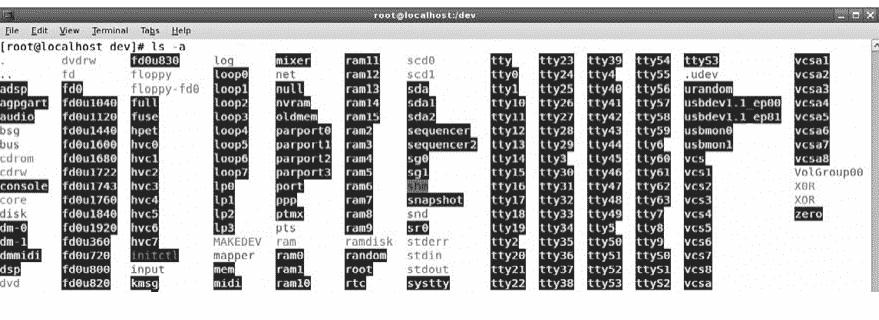 root@localhost:/dev
File Edit View Terminal Tabs Help
[root@localhost dev]# ls -a
. dvdrw fd0u830 log mixer ram11 scd0 tty tty23 tty39 tty54 ttyS3 vcsa1
.. fd floppy loop0 net ram12 scd1 tty0 tty24 tty4 tty55 .udev vcsa2
adsp fd0 floppy-fd0 loop1 null ram13 sda tty1 tty25 tty40 tty56 urandom vcsa3
agpgart fd0u1040 full loop2 nvram ram14 sda1 tty10 tty26 tty41 tty57 usbdev1.1_ep00 vcsa4
audio fd0u1120 fuse loop3 oldmem ram15 sda2 tty11 tty27 tty42 tty58 usbdev1.1_ep81 vcsa5
bsg fd0u1440 hpet loop4 parport0 ram2 sequencer tty12 tty28 tty43 tty59 usbmon0 vcsa6
bus fd0u1600 hvc0 loop5 parport1 ram3 sequencer2 tty13 tty29 tty44 tty6 usbmon1 vcsa7
cdrom fd0u1680 hvc1 loop6 parport2 ram4 sg0 tty14 tty3 tty45 tty60 vcs vcsa8
cdrw fd0u1722 hvc2 loop7 parport3 ram5 sg1 tty15 tty30 tty46 tty61 vcs1 VolGroup00
console fd0u1743 hvc3 lp0 port ram6 shm tty16 tty31 tty47 tty62 vcs2 X0R
core fd0u1760 hvc4 lp1 ppp ram7 snapshot tty17 tty32 tty48 tty63 vcs3 XOR
disk fd0u1840 hvc5 lp2 ptmx ram8 snd tty18 tty33 tty49 tty7 vcs4 zero
dm-0 fd0u1920 hvc6 lp3 pts ram9 sr0 tty19 tty34 tty5 tty8 vcs5
dm-1 fd0u360 hvc7 MAKEDEV ram ramdisk stderr tty2 tty35 tty50 tty9 vcs6
dmmidi fd0u720 initctl mapper ram0 random stdin tty20 tty36 tty51 ttyS0 vcs7
dsp fd0u800 input mem ram1 root stdout tty21 tty37 tty52 ttyS1 vcs8
dvd fd0u820 kmsg midi ram10 rtc systty tty22 tty38 tty53 ttyS2 vcsa